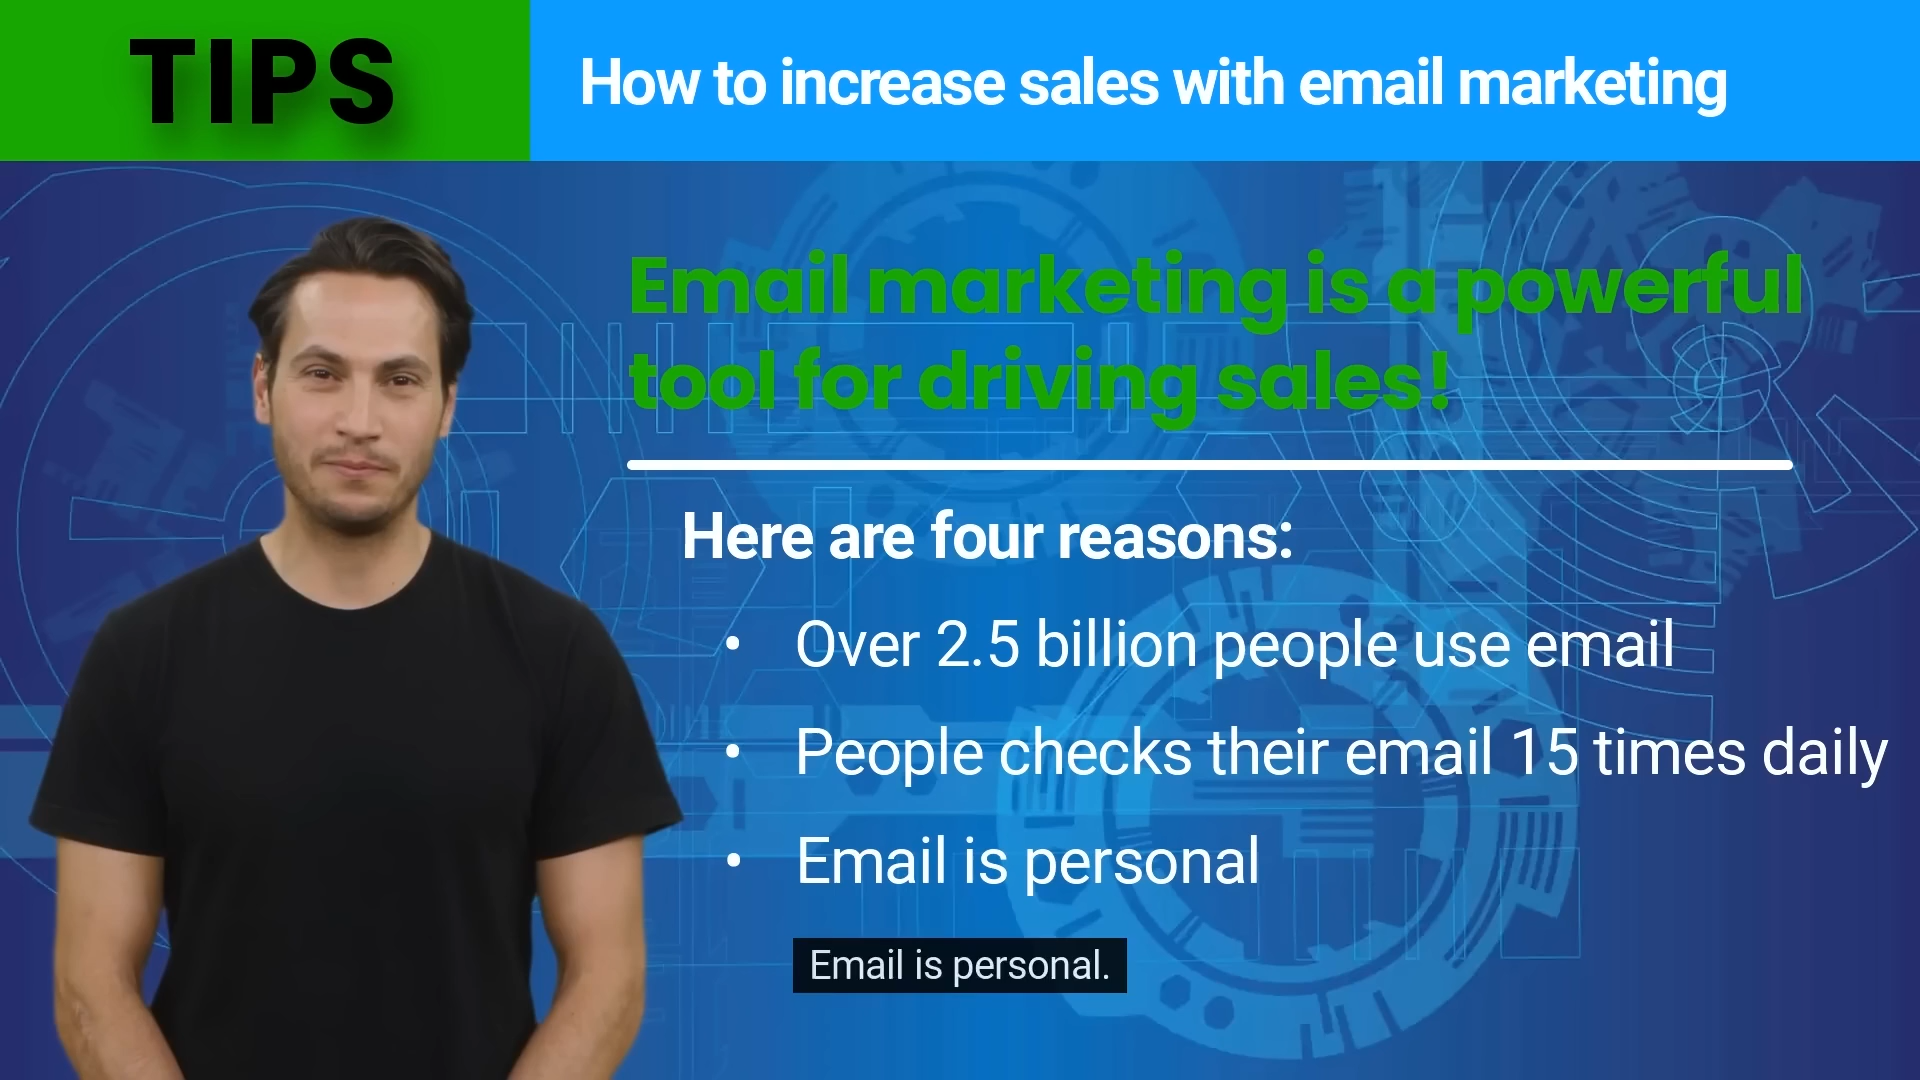 TIPS
How to increase sales with email marketing
Email marketing is a powerful
tool for driving sales!
Here are four reasons:
• Over 2.5 billion people use email
• People checks their email 15 times daily
• Email is personal
Email is personal.